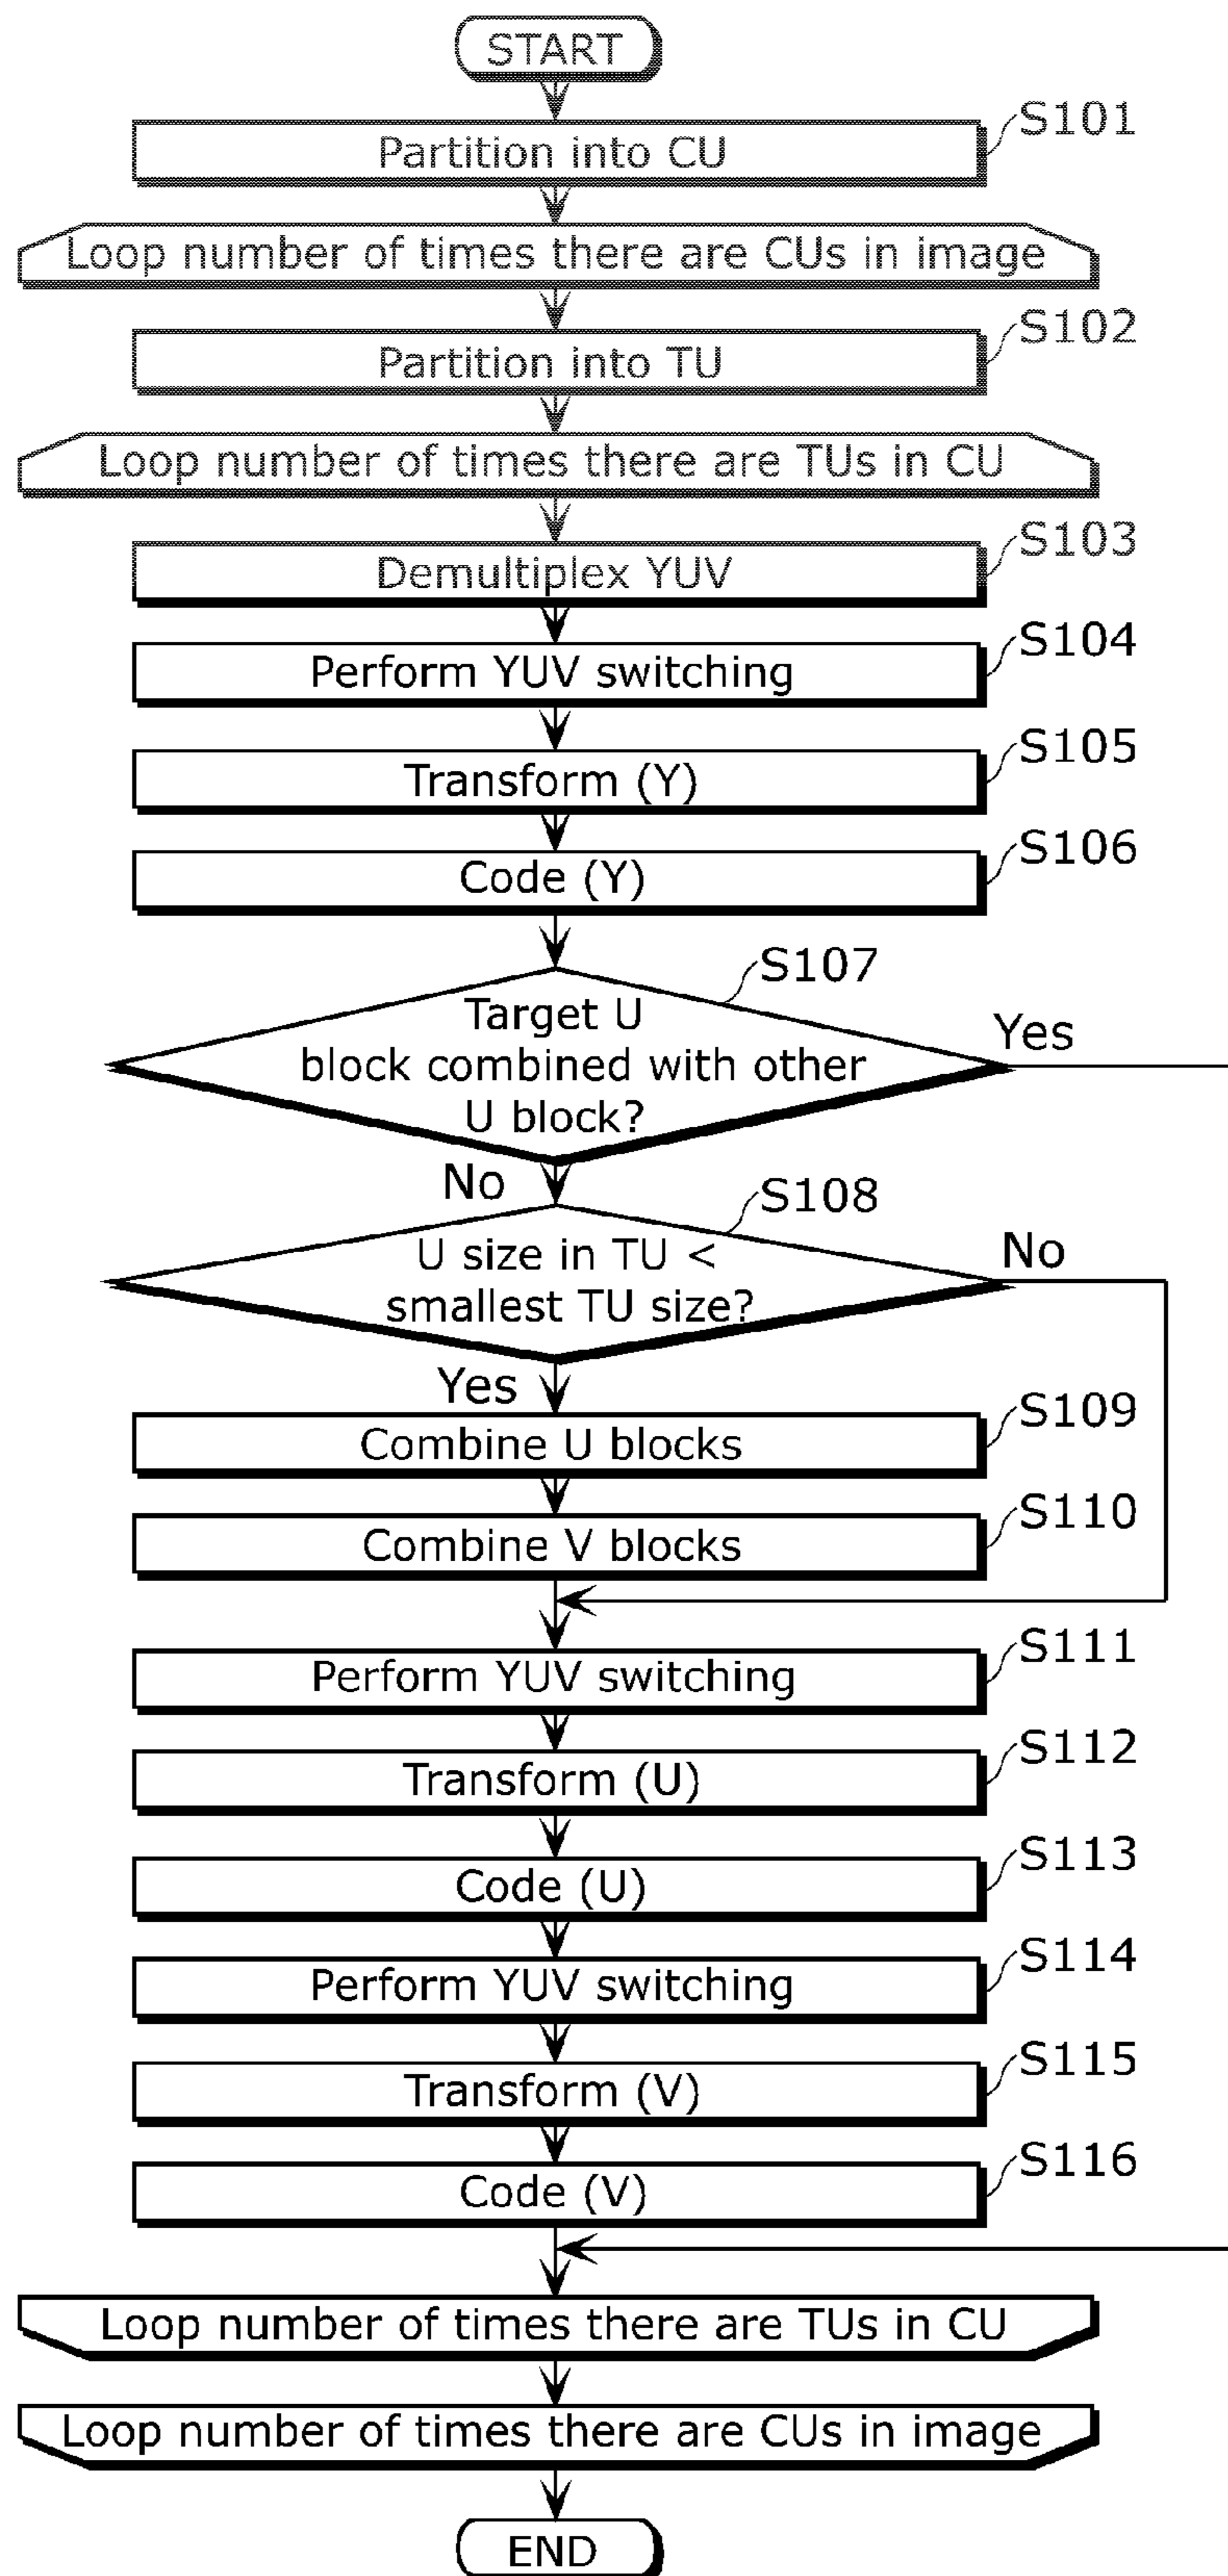 START
S101
Partition into CU
Loop number of times there are CUs in image
S102
Partition into TU
Loop number of times there are TUs in CU
S103
Demultiplex YUV
S104
Perform YUV switching
S105
Transform (Y)
S106
Code (Y)
S107
Target U
block combined with other
U block?
Yes
No
S108
U size in TU <
smallest TU size?
No
Yes
S109
Combine U blocks
S110
Combine V blocks
S111
Perform YUV switching
S112
Transform (U)
S113
Code (U)
S114
Perform YUV switching
S115
Transform (V)
S116
Code (V)
Loop number of times there are TUs in CU
Loop number of times there are CUs in image
END